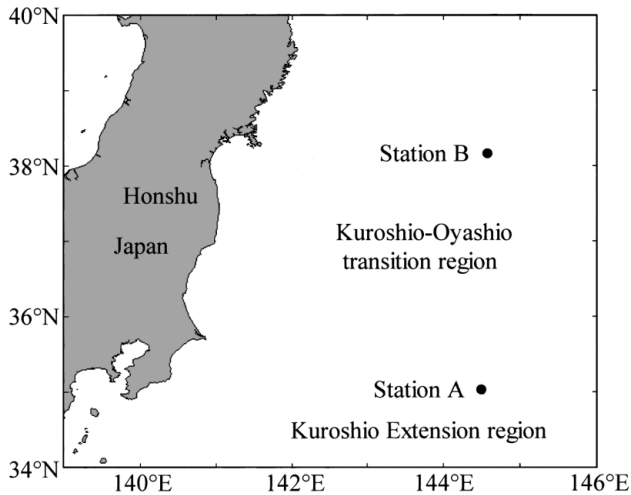 40°N
Station B
38°N
Honshu
Kuroshio-Oyashio
transition region
Japan
36°N
Station A
Kuroshio Extension region
34°N
140°E
142°E
144°E
146°E